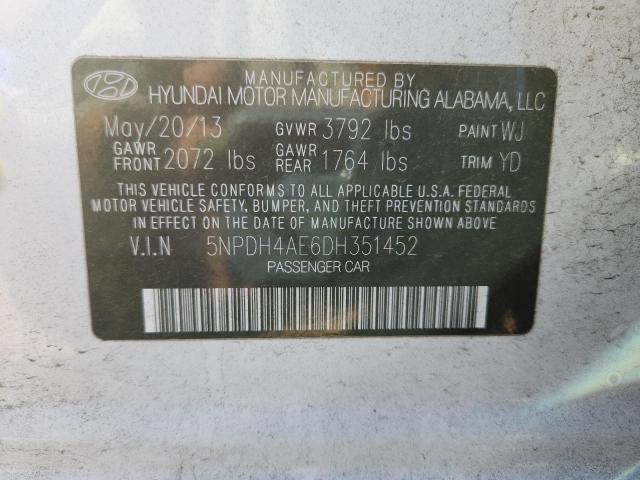 MANUFACTURED BY
HYUNDAI MOTOR MANUFACTURING ALABAMA, LLC
May/20/13 GVWR 3792 lbs PAINT WJ
GAWR FRONT 2072 lbs GAWR REAR 1764 lbs TRIM YD
THIS VEHICLE CONFORMS TO ALL APPLICABLE U.S.A. FEDERAL
MOTOR VEHICLE SAFETY, BUMPER, AND THEFT PREVENTION STANDARDS
IN EFFECT ON THE DATE OF MANUFACTURE SHOWN ABOVE.
V.I.N 5NPDH4AE6DH351452
PASSENGER CAR